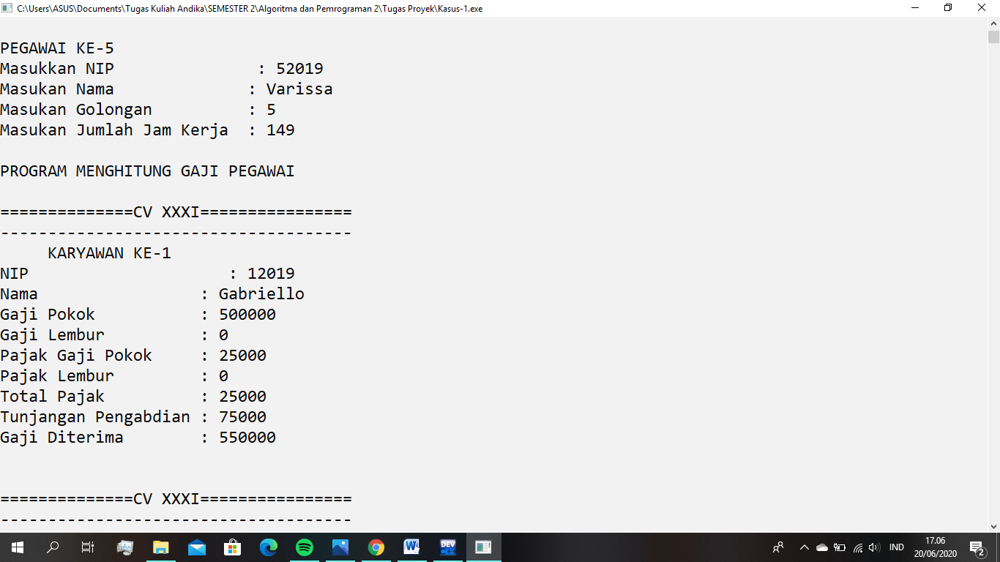 C:\Users\ASUS\Documents\Tugas Kuliah Andika\SEMESTER 2\Algoritma dan Pemrograman 2\Tugas Proyek\Kasus-1.exe
PEGAWAI KE-5
Masukkan NIP : 52019
Masukan Nama : Varissa
Masukan Golongan : 5
Masukan Jumlah Jam Kerja : 149
PROGRAM MENGHITUNG GAJI PEGAWAI
==============CV XXXI================
-------------------------------------
KARYAWAN KE-1
NIP : 12019
Nama : Gabriello
Gaji Pokok : 500000
Gaji Lembur : 0
Pajak Gaji Pokok : 25000
Pajak Lembur : 0
Total Pajak : 25000
Tunjangan Pengabdian : 75000
Gaji Diterima : 550000
==============CV XXXI================
-------------------------------------
W
DEV
C++
IND
17.06
20/06/2020
2